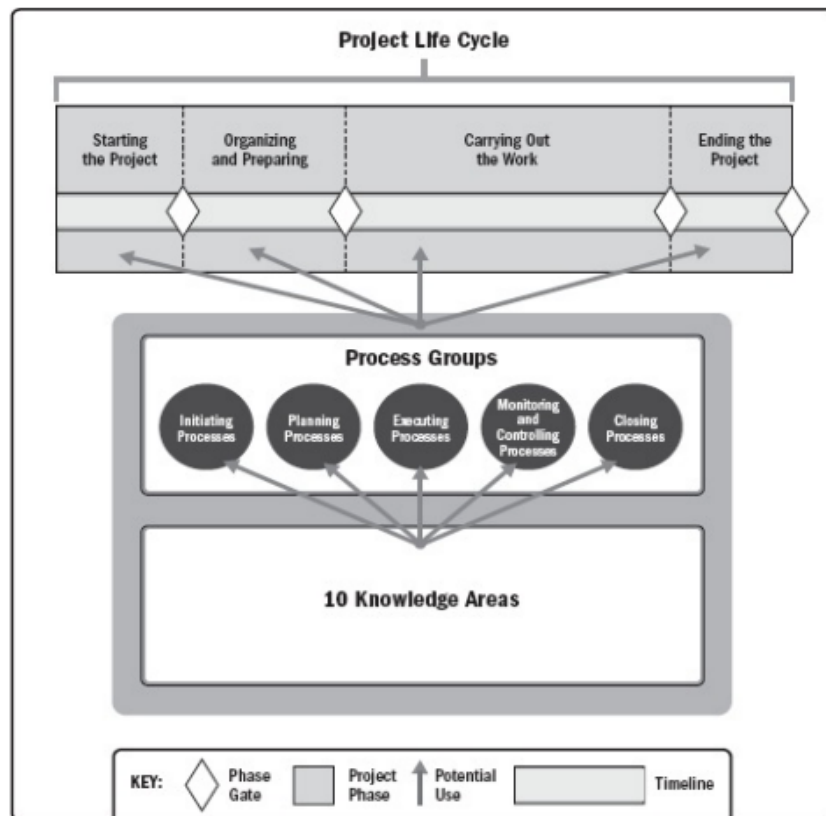 Project Life Cycle
Starting
the Project
Organizing
and Preparing
Carrying Out
the Work
Ending the
Project
Process Groups
Initiating
Processes
Planning
Processes
Executing
Processes
Monitoring
and
Controlling
Processes
Closing
Processes
10 Knowledge Areas
KEY:
Phase
Gate
Project
Phase
Potential
Use
Timeline